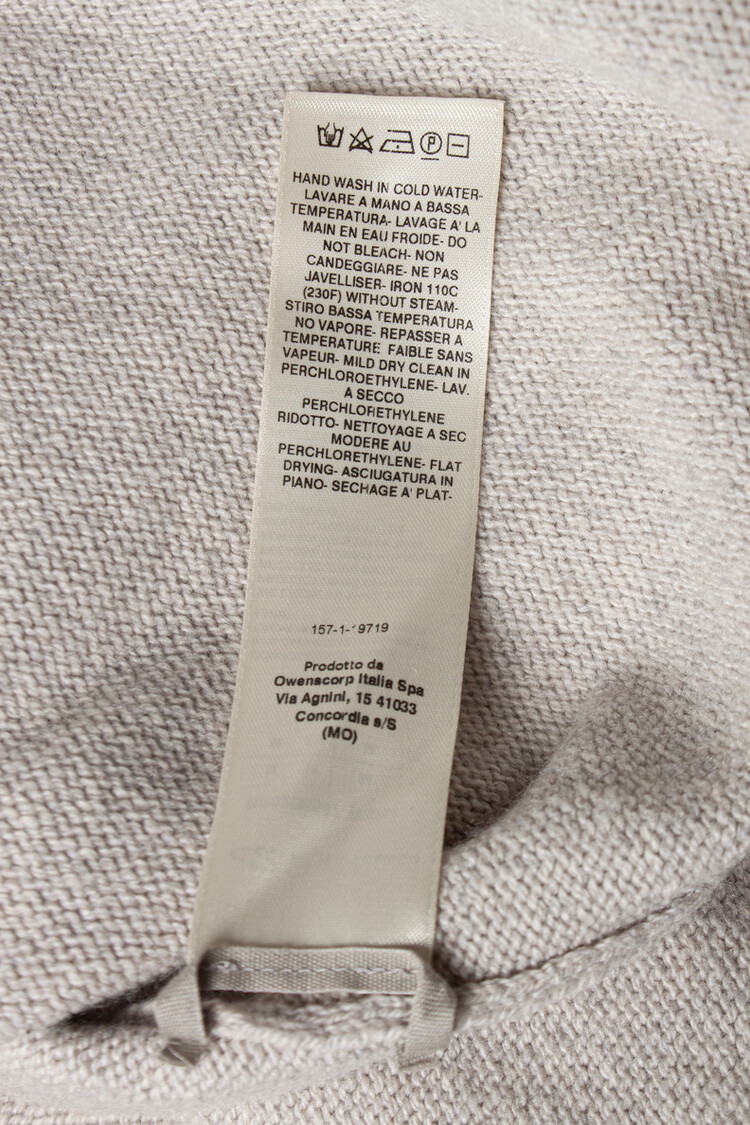 P
HAND WASH IN COLD WATER-
LAVARE A MANO A BASSA
TEMPERATURA- LAVAGE A' LA
MAIN EN EAU FROIDE- DO
NOT BLEACH- NON
CANDEGGIARE- NE PAS
JAVELLISER- IRON 110C
(230F) WITHOUT STEAM-
STIRO BASSA TEMPERATURA
NO VAPORE- REPASSER A
TEMPERATURE FAIBLE SANS
VAPEUR- MILD DRY CLEAN IN
PERCHLOROETHYLENE- LAV.
A SECCO
PERCHLORETHYLENE
RIDOTTO- NETTOYAGE A SEC
MODERE AU
PERCHLORETHYLENE- FLAT
DRYING- ASCIUGATURA IN
PIANO- SECHAGE A' PLAT-
157-1-19719
Prodotto da
Owenscorp Italia Spa
Via Agnini, 15 41033
Concordia s/S
(MO)